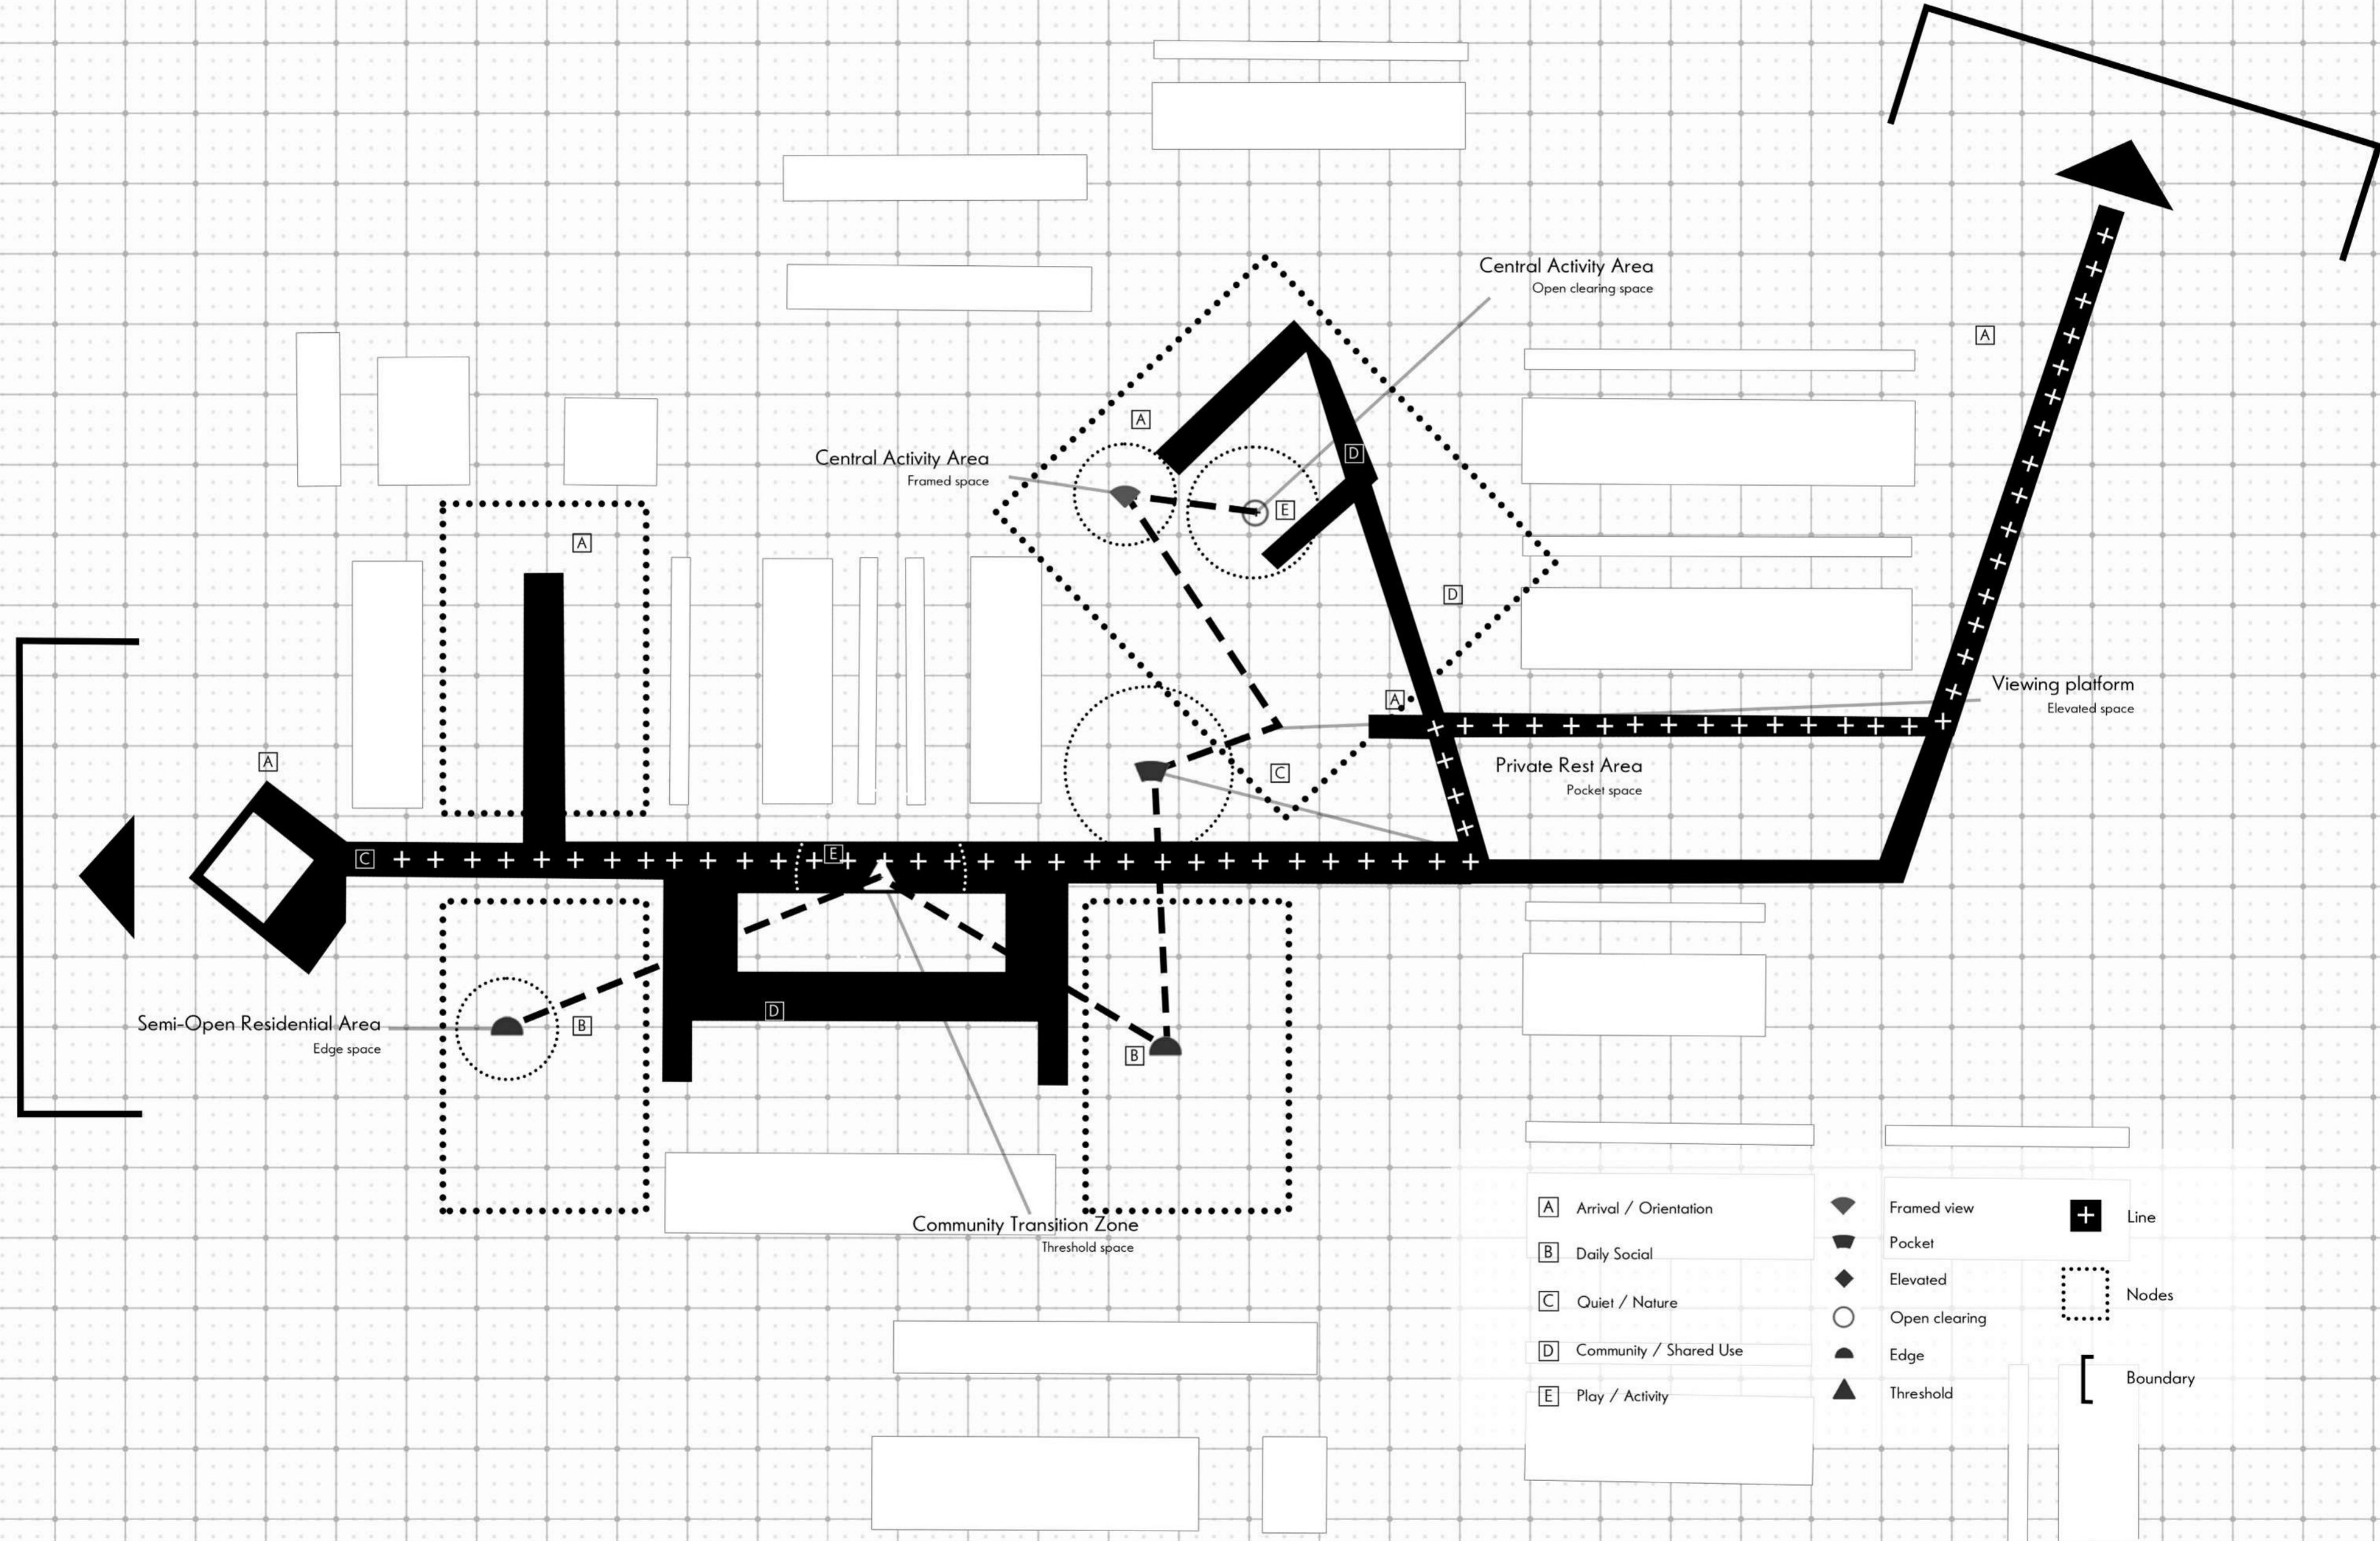 Central Activity Area
Open clearing space
A
A
Central Activity Area
Framed space
D
E
A
D
Viewing platform
Elevated space
A
A
Private Rest Area
Pocket space
C
C
E
D
Semi-Open Residential Area
Edge space
B
B
Community Transition Zone
Threshold space
A Arrival / Orientation
B Daily Social
C Quiet / Nature
D Community / Shared Use
E Play / Activity
Framed view
Pocket
Elevated
Open clearing
Edge
Threshold
Line
Nodes
Boundary